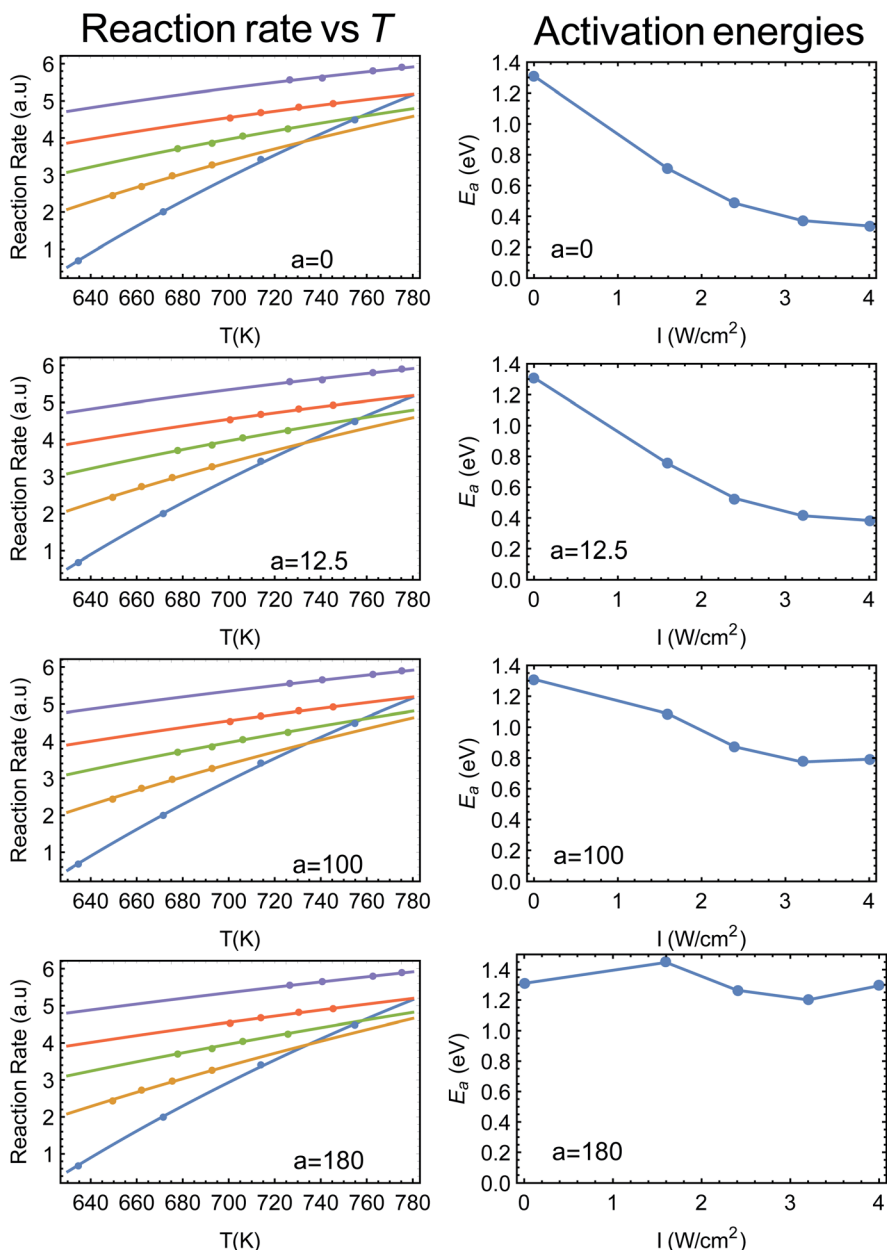 Reaction rate vs T
Activation energies
Reaction Rate (a.u)
6
5
4
3
2
1
a=0
640 660 680 700 720 740 760 780
T(K)
E_a (eV)
1.4
1.2
1.0
0.8
0.6
0.4
0.2
0.0
a=0
0 1 2 3 4
I (W/cm²)
Reaction Rate (a.u)
6
5
4
3
2
1
a=12.5
640 660 680 700 720 740 760 780
T(K)
E_a (eV)
1.4
1.2
1.0
0.8
0.6
0.4
0.2
0.0
a=12.5
0 1 2 3 4
I (W/cm²)
Reaction Rate (a.u)
6
5
4
3
2
1
a=100
640 660 680 700 720 740 760 780
T(K)
E_a (eV)
1.4
1.2
1.0
0.8
0.6
0.4
0.2
0.0
a=100
0 1 2 3 4
I (W/cm²)
Reaction Rate (a.u)
6
5
4
3
2
1
a=180
640 660 680 700 720 740 760 780
T(K)
E_a (eV)
1.4
1.2
1.0
0.8
0.6
0.4
0.2
0.0
a=180
0 1 2 3 4
I (W/cm²)